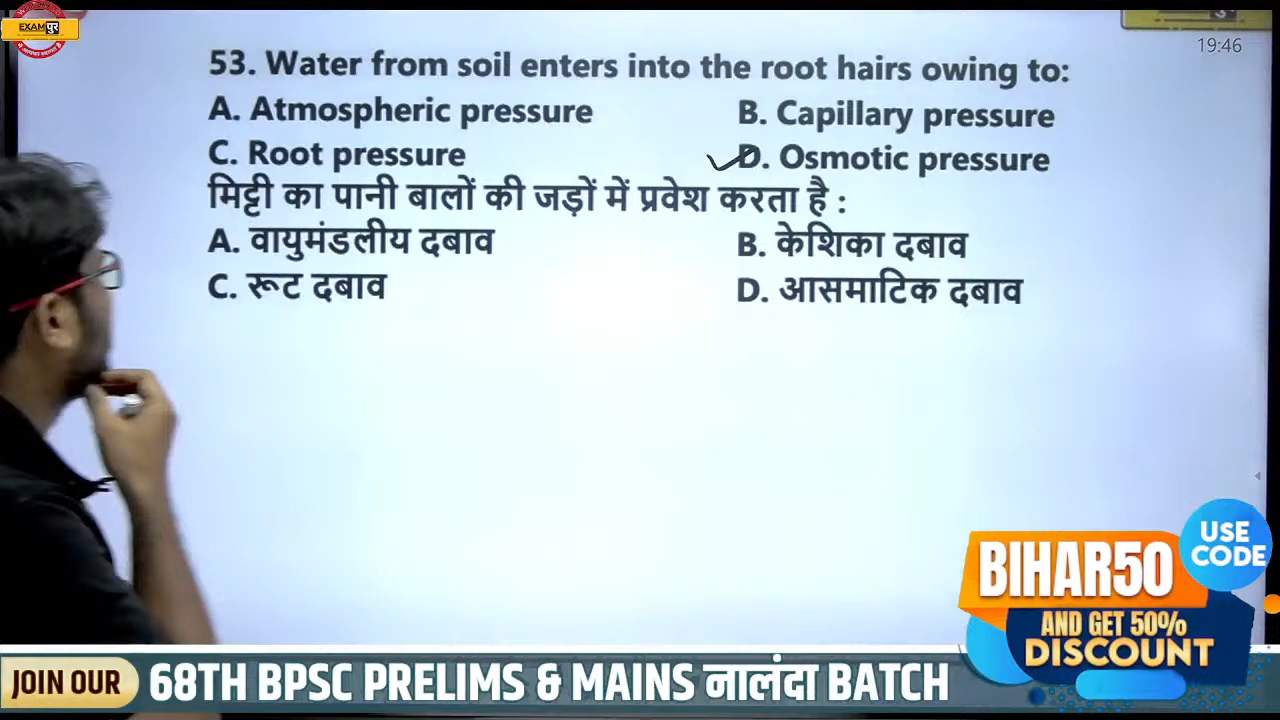 EXAMपुर
19:46
53. Water from soil enters into the root hairs owing to:
A. Atmospheric pressure B. Capillary pressure
C. Root pressure D. Osmotic pressure
मिट्टी का पानी बालों की जड़ों में प्रवेश करता है :
A. वायुमंडलीय दबाव B. केशिका दबाव
C. रूट दबाव D. आसमाटिक दबाव
USE
CODE
BIHAR50
AND GET 50%
DISCOUNT
JOIN OUR 68TH BPSC PRELIMS & MAINS नालंदा BATCH